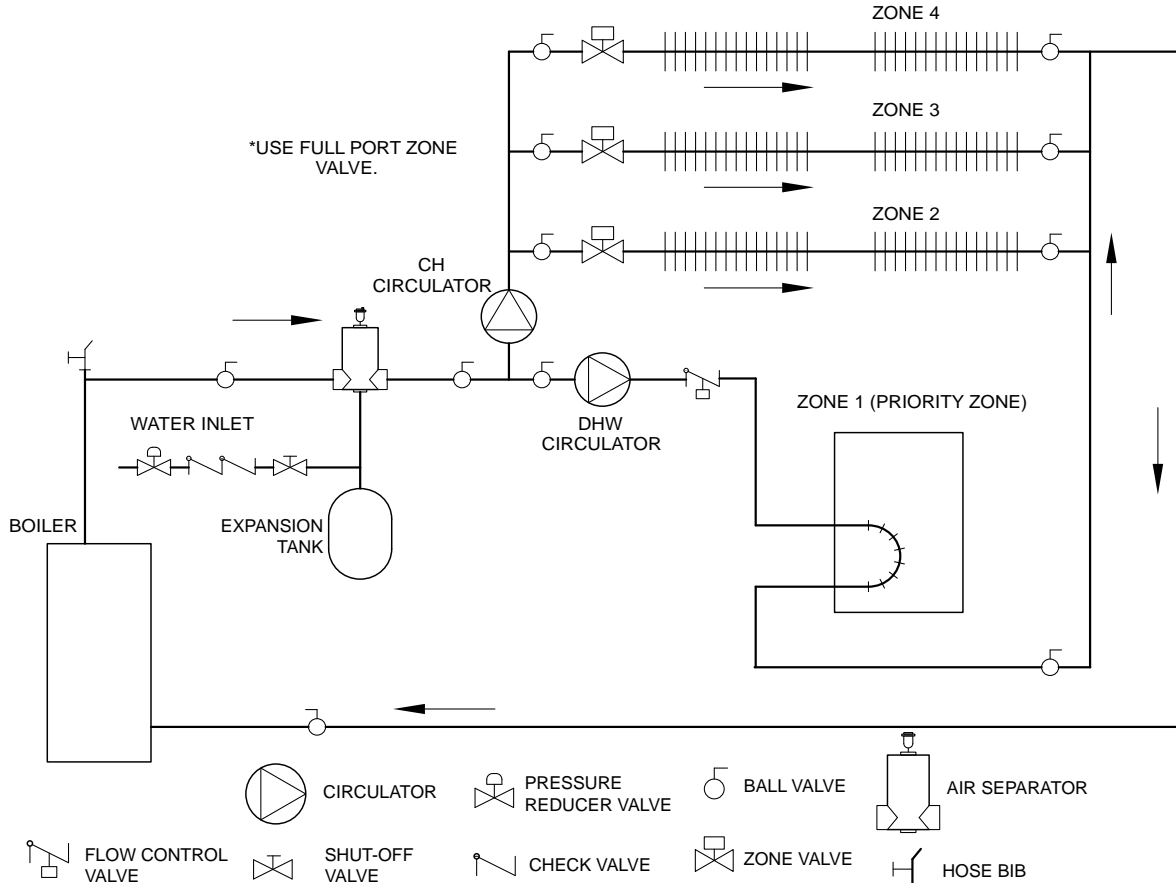 ZONE 4
ZONE 3
*USE FULL PORT ZONE
VALVE.
ZONE 2
CH
CIRCULATOR
ZONE 1 (PRIORITY ZONE)
WATER INLET
DHW
CIRCULATOR
BOILER
EXPANSION
TANK
CIRCULATOR
PRESSURE
REDUCER VALVE
BALL VALVE
AIR SEPARATOR
FLOW CONTROL
VALVE
SHUT-OFF
VALVE
CHECK VALVE
ZONE VALVE
HOSE BIB